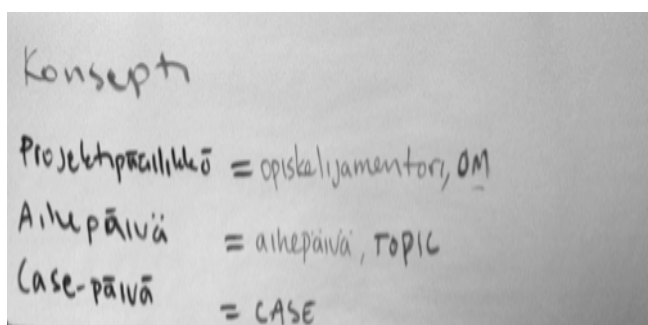 Konsepti
Projektipäällikkö = opiskelijamentori, OM
Aihepäivä = aihepäivä, TOPIC
Case-päivä = CASE